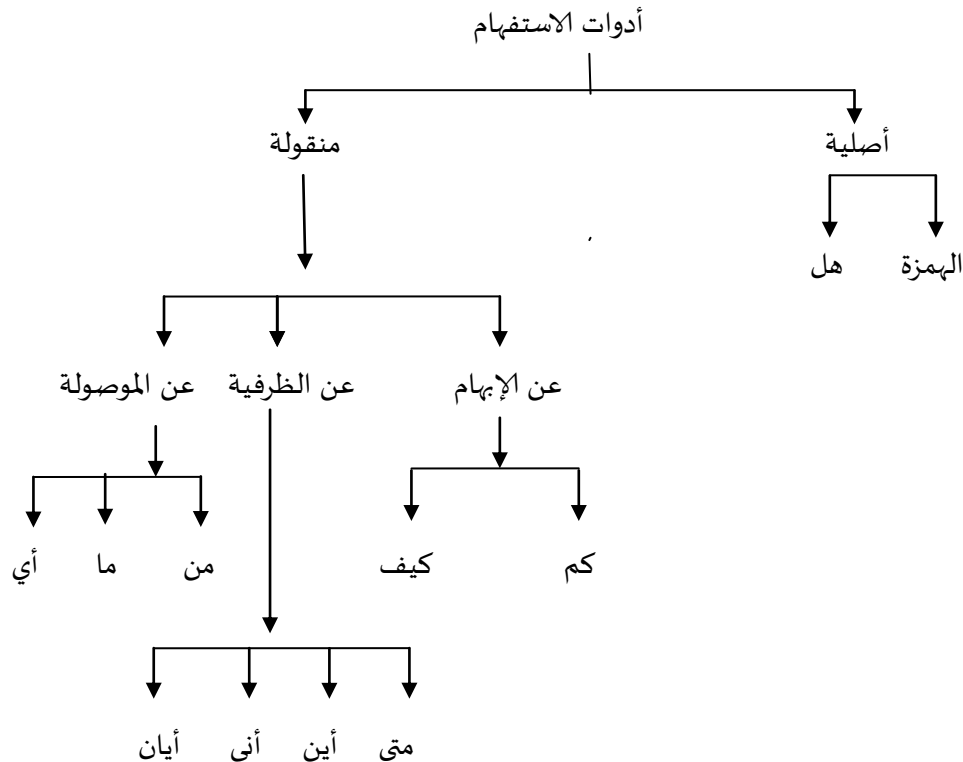 أدوات الاستفهام
أصلية منقولة
الهمزة هل
عن الإبهام عن الظرفية عن الموصولة
كم كيف من ما أي
متى أين أنى أيان